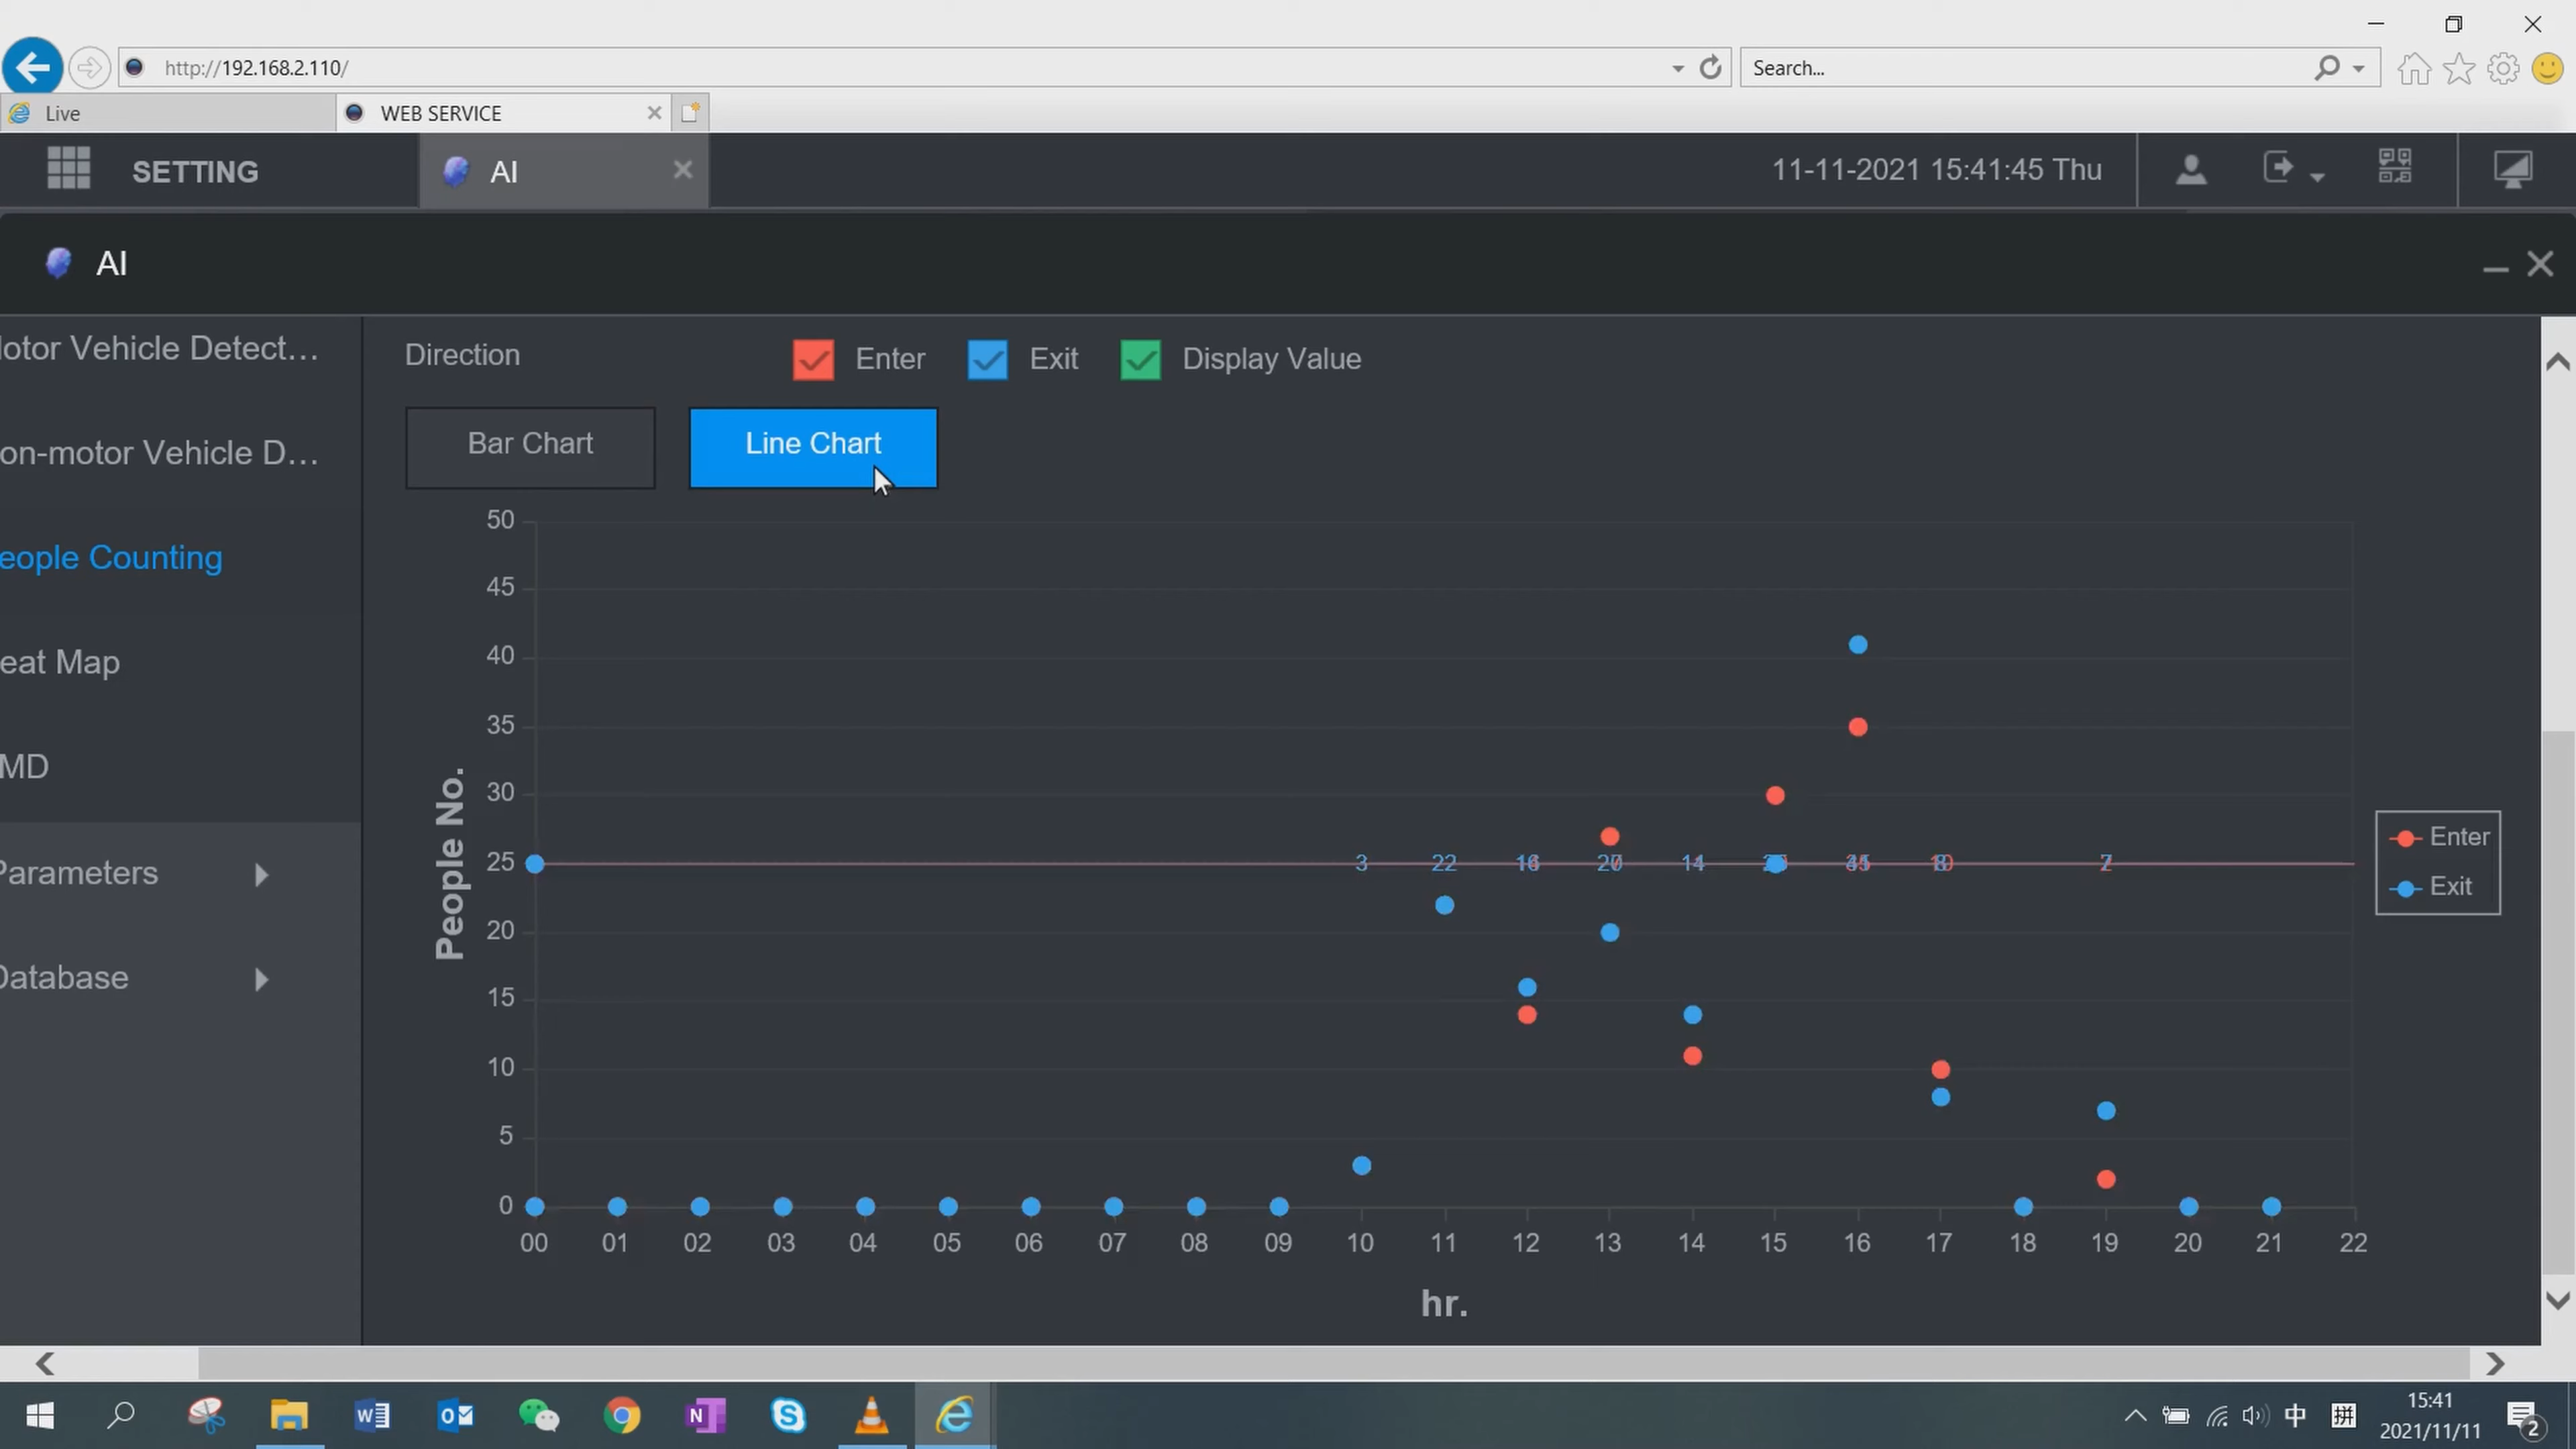 http://192.168.2.110/
Search...
Live
WEB SERVICE
SETTING
AI
11-11-2021 15:41:45 Thu
AI
Direction
Enter
Exit
Display Value
otor Vehicle Detect...
on-motor Vehicle D...
eople Counting
eat Map
MD
Parameters
Database
Bar Chart
Line Chart
People No.
50
45
40
35
30
25
20
15
10
5
0
3
22
14
00 01 02 03 04 05 06 07 08 09 10 11 12 13 14 15 16 17 18 19 20 21 22
hr.
Enter
Exit
中
拼
15:41
2021/11/11
2